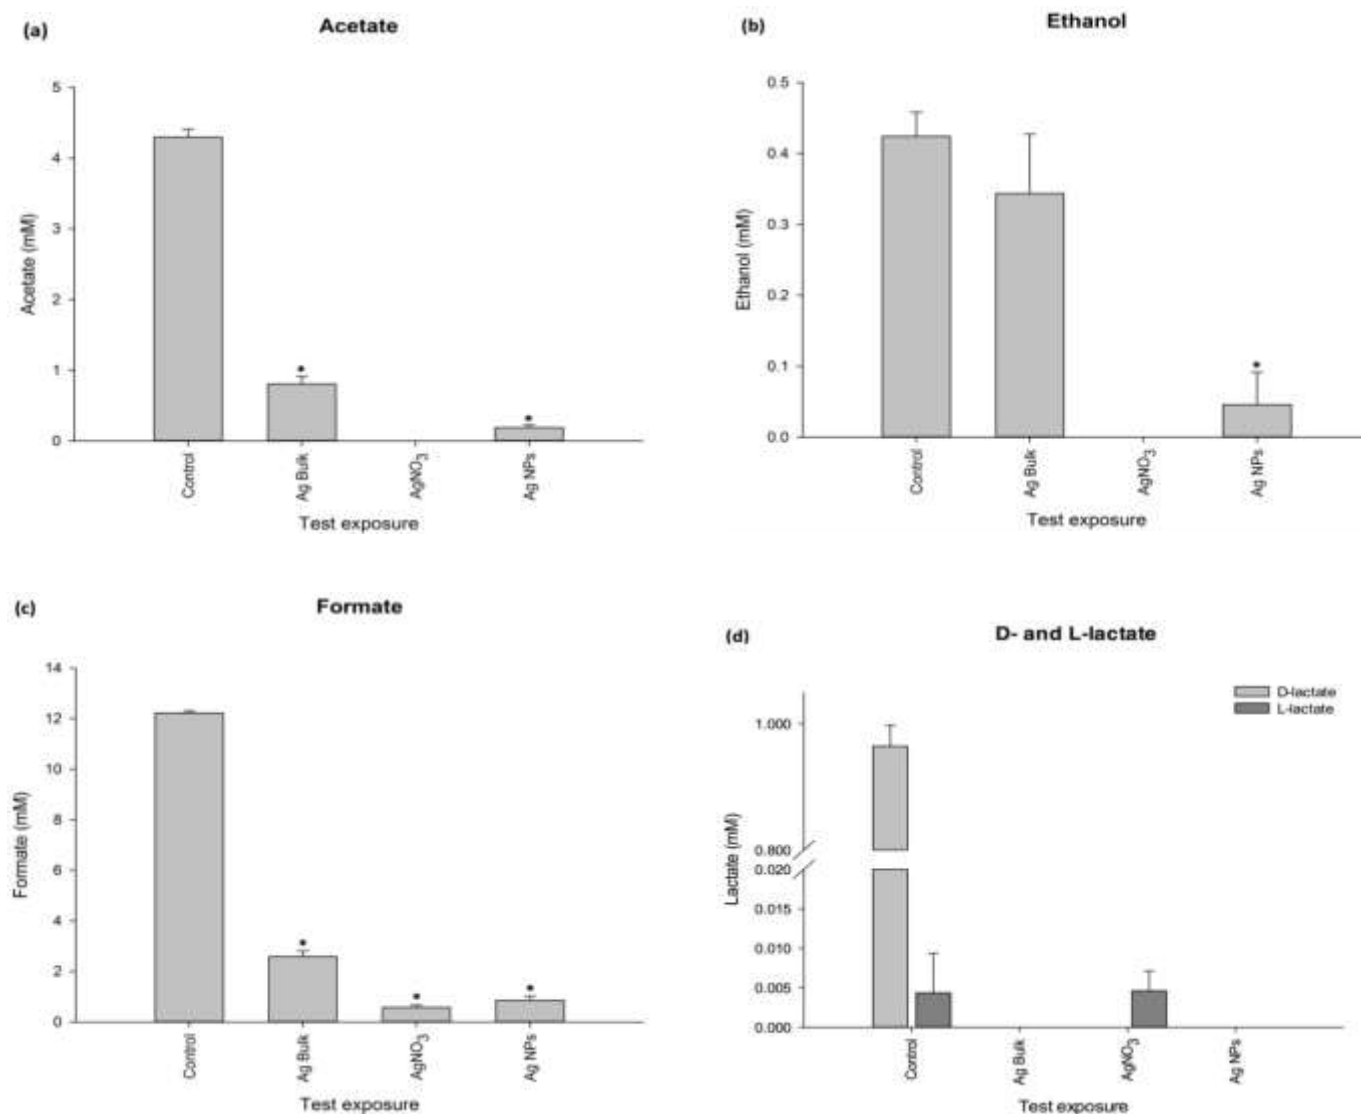 (a)
Acetate
5
4
3
2
1
0
Acetate (mM)
Control
Ag Bulk
AgNO3
Ag NPs
Test exposure
(b)
Ethanol
0.5
0.4
0.3
0.2
0.1
0.0
Ethanol (mM)
Control
Ag Bulk
AgNO3
Ag NPs
Test exposure
(c)
Formate
14
12
10
8
6
4
2
0
Formate (mM)
Control
Ag Bulk
AgNO3
Ag NPs
Test exposure
(d)
D- and L-lactate
D-lactate
L-lactate
1.000
0.800
0.020
0.015
0.010
0.005
0.000
Lactate (mM)
Control
Ag Bulk
AgNO3
Ag NPs
Test exposure